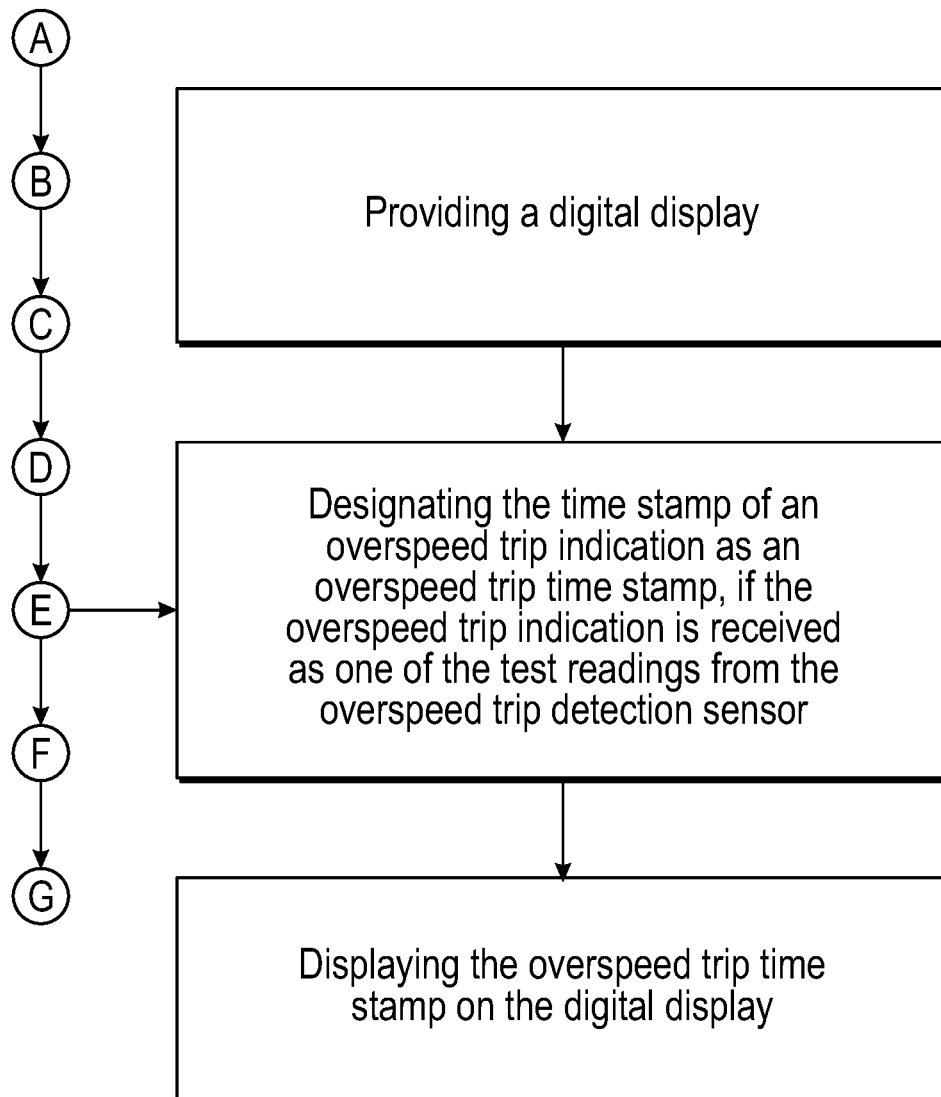 A
B
C
D
E
F
G
Providing a digital display
Designating the time stamp of an
overspeed trip indication as an
overspeed trip time stamp, if the
overspeed trip indication is received
as one of the test readings from the
overspeed trip detection sensor
Displaying the overspeed trip time
stamp on the digital display